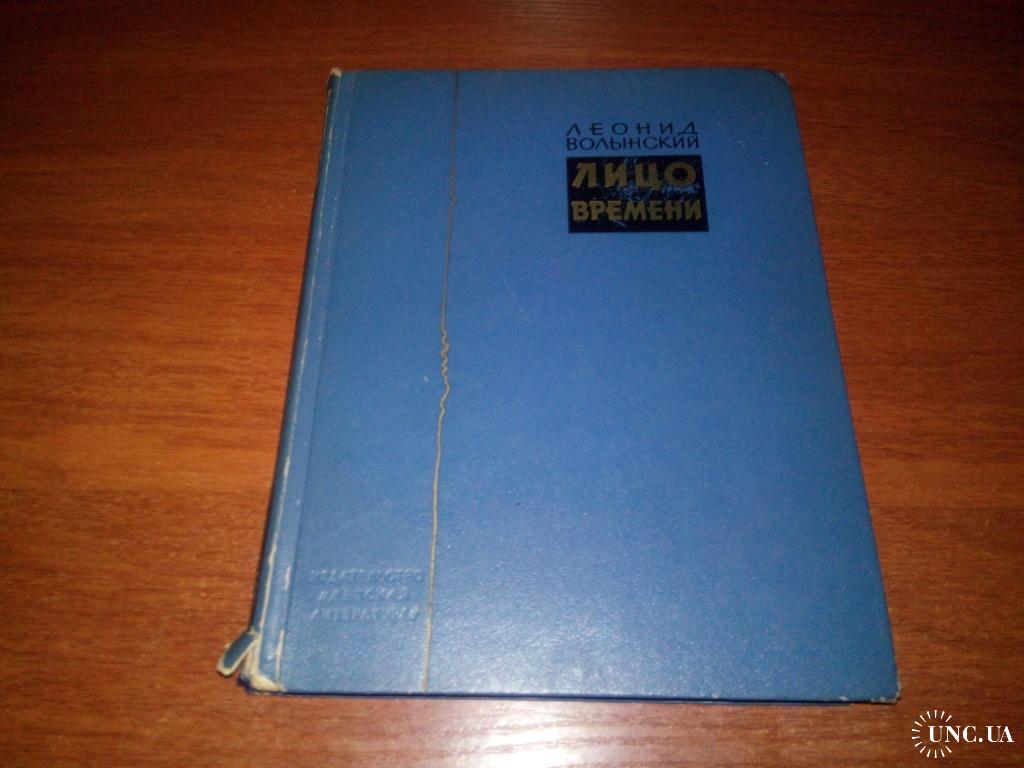 ЛЕОНИД
ВОЛЫНСКИЙ
ЛИЦО
ВРЕМЕНИ
ИЗДАТЕЛЬСТВО
«ДЕТСКАЯ
ЛИТЕРАТУРА»
UNC.UA